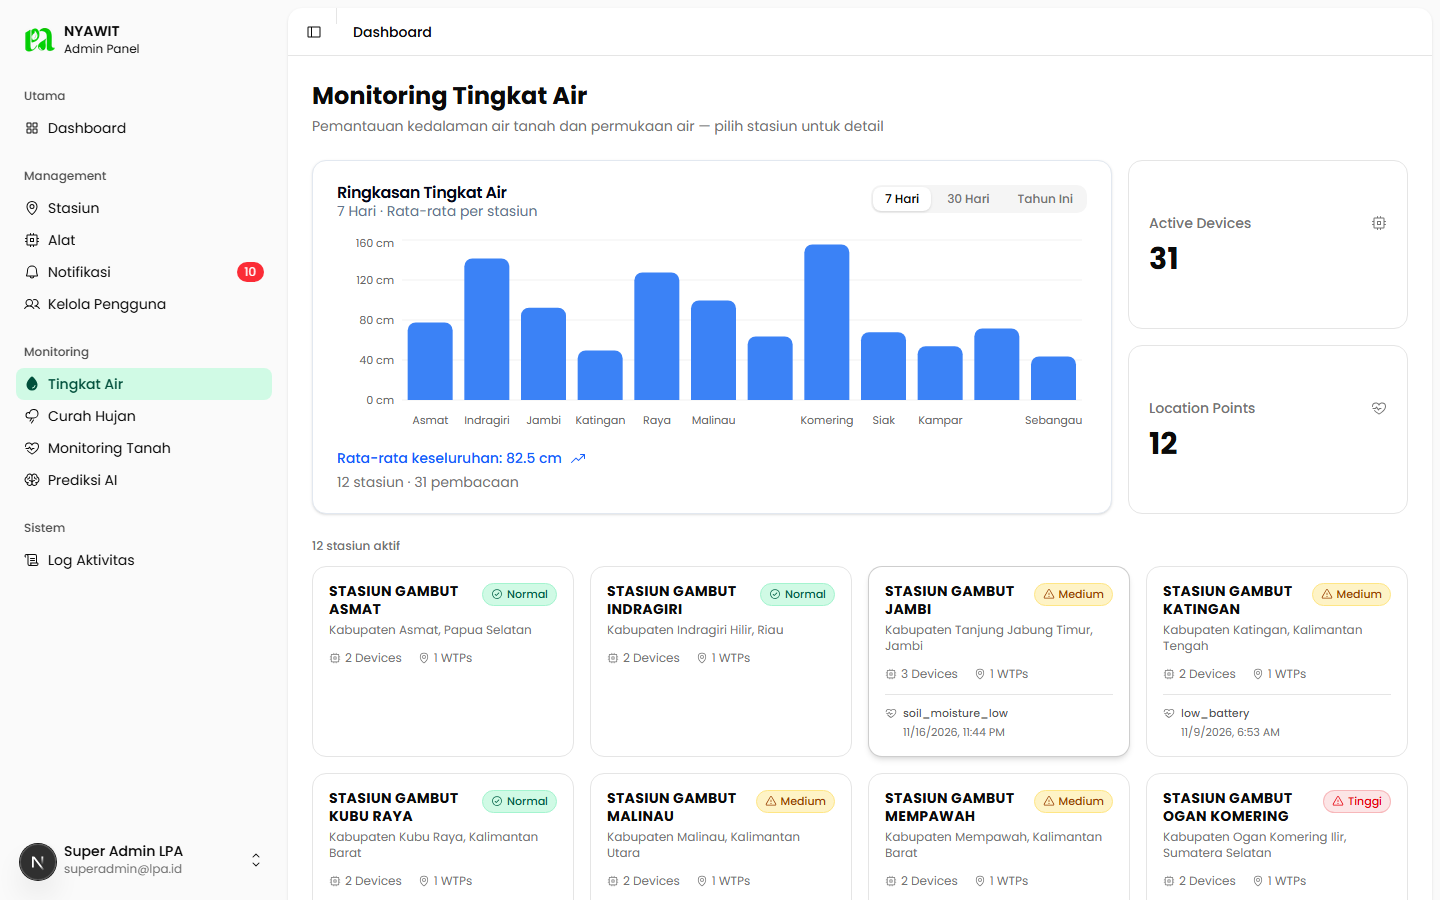 NYAWIT
Admin Panel
Utama
Dashboard
Management
Stasiun
Alat
Notifikasi 10
Kelola Pengguna
Monitoring
Tingkat Air
Curah Hujan
Monitoring Tanah
Prediksi AI
Sistem
Log Aktivitas
N
Super Admin LPA
superadmin@lpa.id
Dashboard
Monitoring Tingkat Air
Pemantauan kedalaman air tanah dan permukaan air — pilih stasiun untuk detail
Ringkasan Tingkat Air
7 Hari · Rata-rata per stasiun
7 Hari 30 Hari Tahun Ini
160 cm
120 cm
80 cm
40 cm
0 cm
Asmat Indragiri Jambi Katingan Raya Malinau Komering Siak Kampar Sebangau
Rata-rata keseluruhan: 82.5 cm
12 stasiun · 31 pembacaan
Active Devices
31
Location Points
12
12 stasiun aktif
STASIUN GAMBUT ASMAT
Normal
Kabupaten Asmat, Papua Selatan
2 Devices 1 WTPs
STASIUN GAMBUT INDRAGIRI
Normal
Kabupaten Indragiri Hilir, Riau
2 Devices 1 WTPs
STASIUN GAMBUT JAMBI
Medium
Kabupaten Tanjung Jabung Timur,
Jambi
3 Devices 1 WTPs
soil_moisture_low
11/16/2026, 11:44 PM
STASIUN GAMBUT KATINGAN
Medium
Kabupaten Katingan, Kalimantan
Tengah
2 Devices 1 WTPs
low_battery
11/9/2026, 6:53 AM
STASIUN GAMBUT KUBU RAYA
Normal
Kabupaten Kubu Raya, Kalimantan
Barat
2 Devices 1 WTPs
STASIUN GAMBUT MALINAU
Medium
Kabupaten Malinau, Kalimantan
Utara
2 Devices 1 WTPs
STASIUN GAMBUT MEMPAWAH
Medium
Kabupaten Mempawah, Kalimantan
Barat
2 Devices 1 WTPs
STASIUN GAMBUT OGAN KOMERING
Tinggi
Kabupaten Ogan Komering Ilir,
Sumatera Selatan
2 Devices 1 WTPs